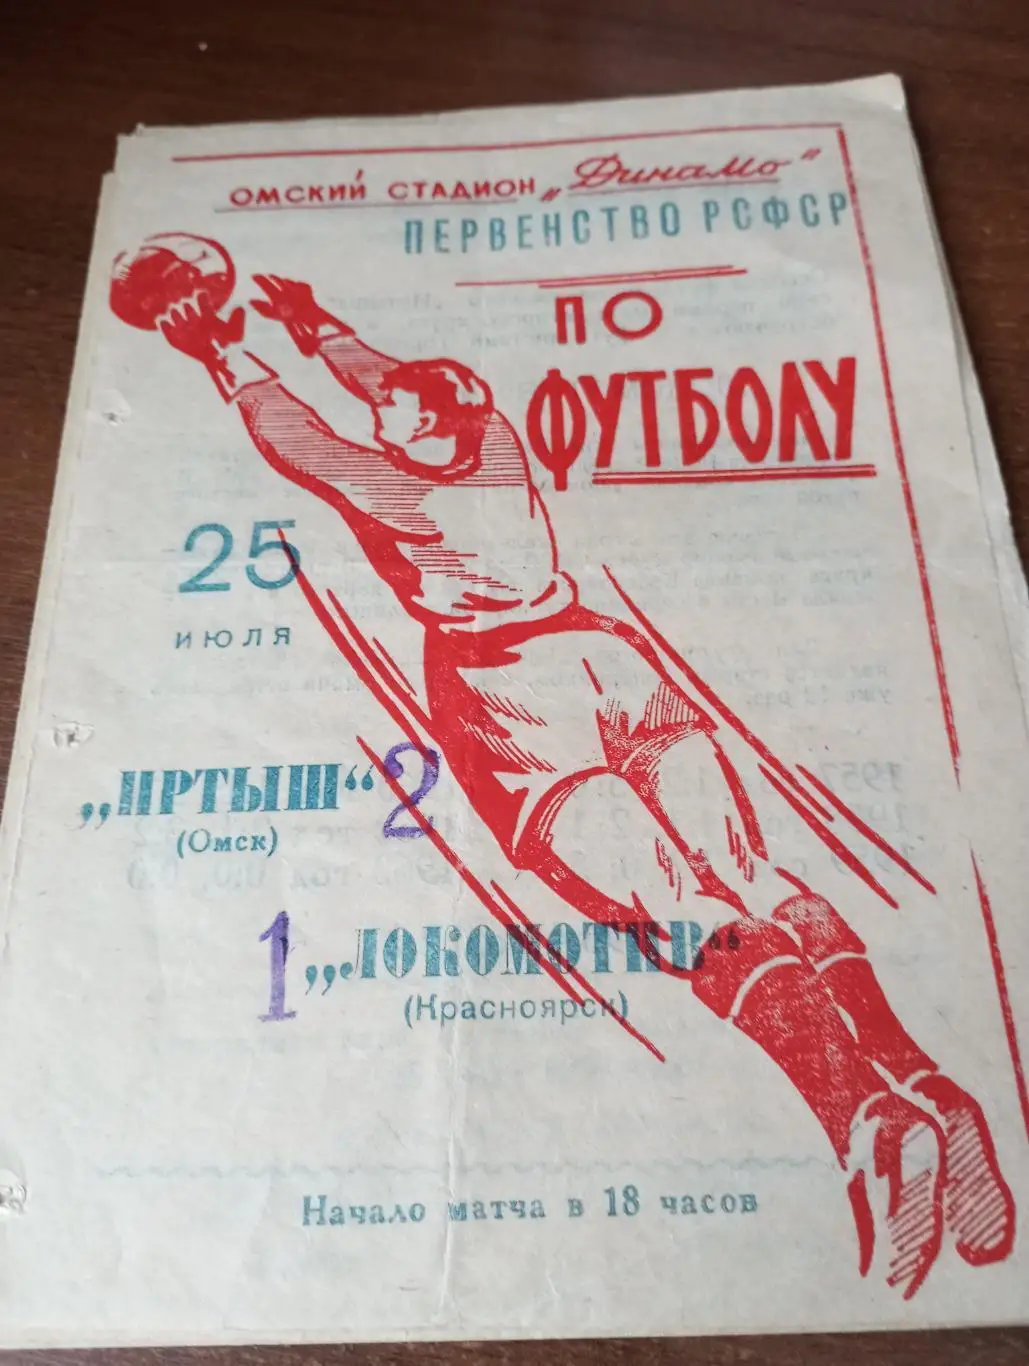 ОМСКИЙ СТАДИОН „Динамо"
ПЕРВЕНСТВО РСФСР
ПО
ФУТБОЛУ
25
ИЮЛЯ
„ИРТЫШ“ 2
(Омск)
1 „ЛОКОМОТИВ“
(Красноярск)
Начало матча в 18 часов